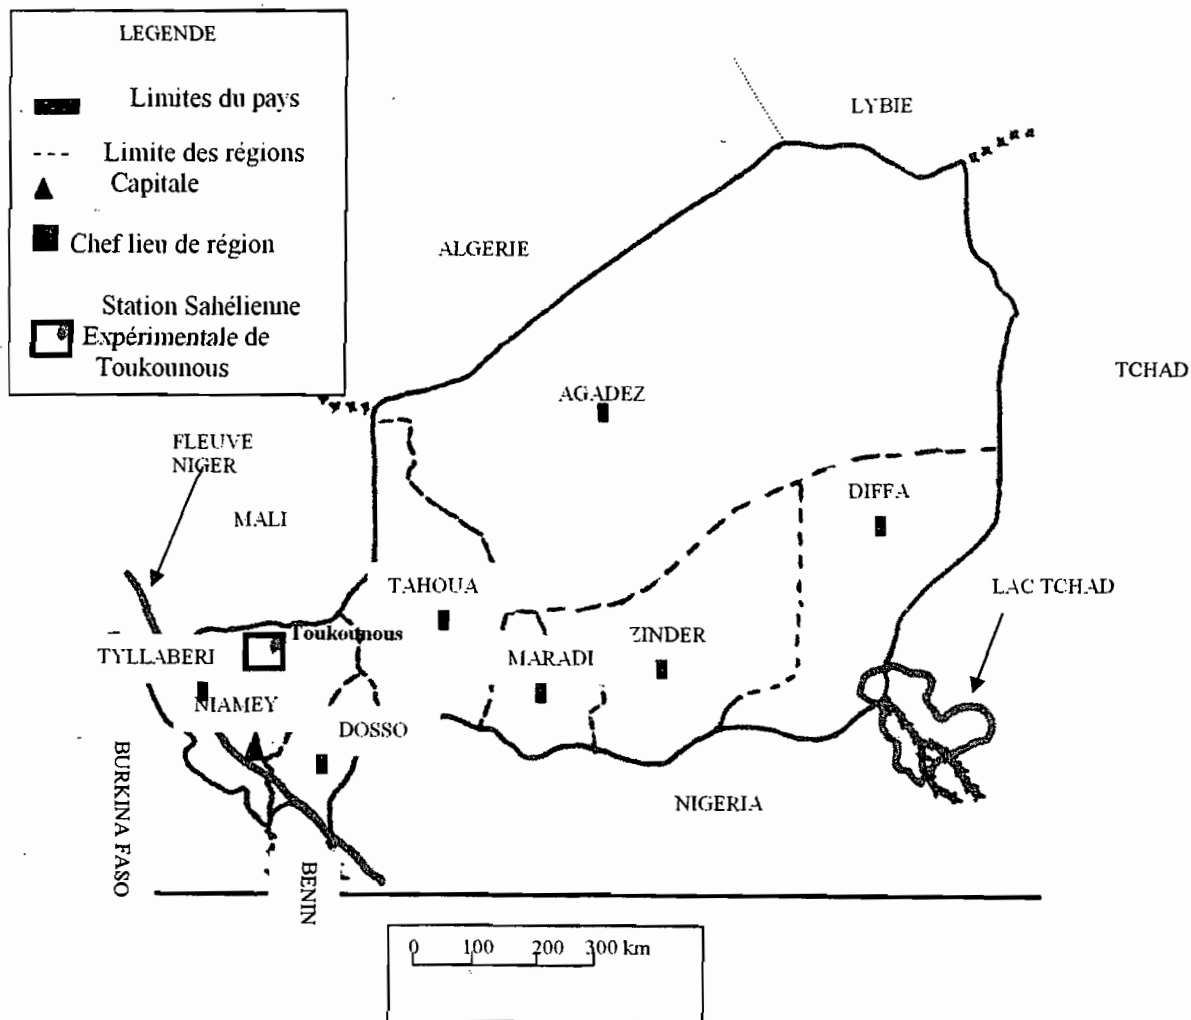 LEGENDE
Limites du pays
Limite des régions
Capitale
Chef lieu de région
Station Sahélienne
Expérimentale de
Toukounous
LYBIE
ALGERIE
TCHAD
AGADEZ
FLEUVE
NIGER
MALI
DIFFA
TAHOUA
LAC TCHAD
Toukounous
ZINDER
TYLLABERI
MARADI
NIAMEY
DOSSO
BURKINA FASO
NIGERIA
BENIN
0 100 200 300 km